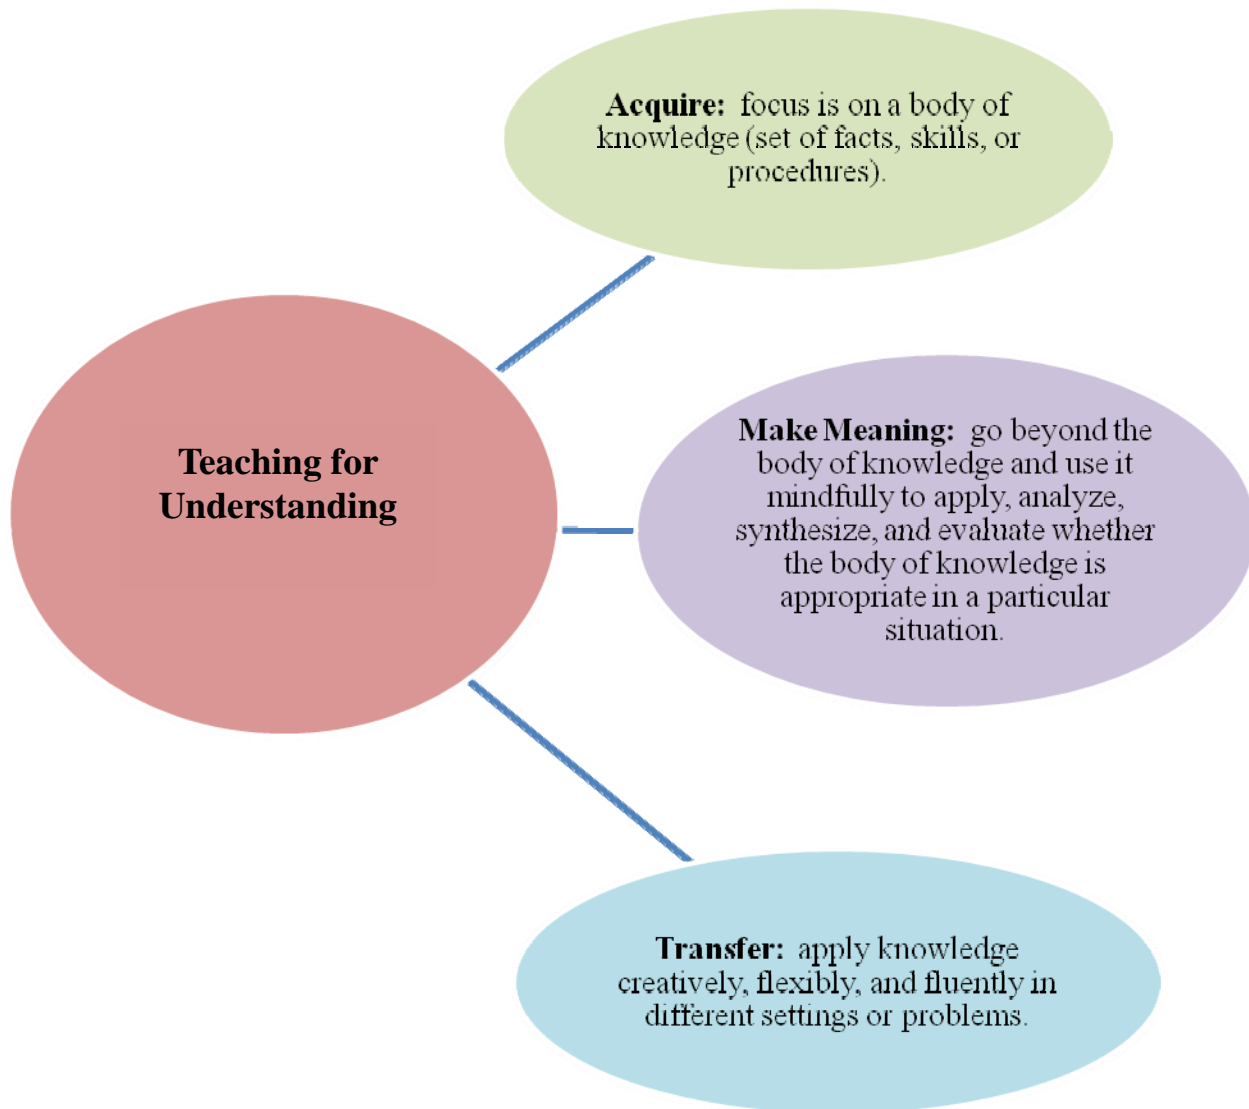 Acquire: focus is on a body of
knowledge (set of facts, skills, or
procedures).
Teaching for
Understanding
Make Meaning: go beyond the
body of knowledge and use it
mindfully to apply, analyze,
synthesize, and evaluate whether
the body of knowledge is
appropriate in a particular
situation.
Transfer: apply knowledge
creatively, flexibly, and fluently in
different settings or problems.